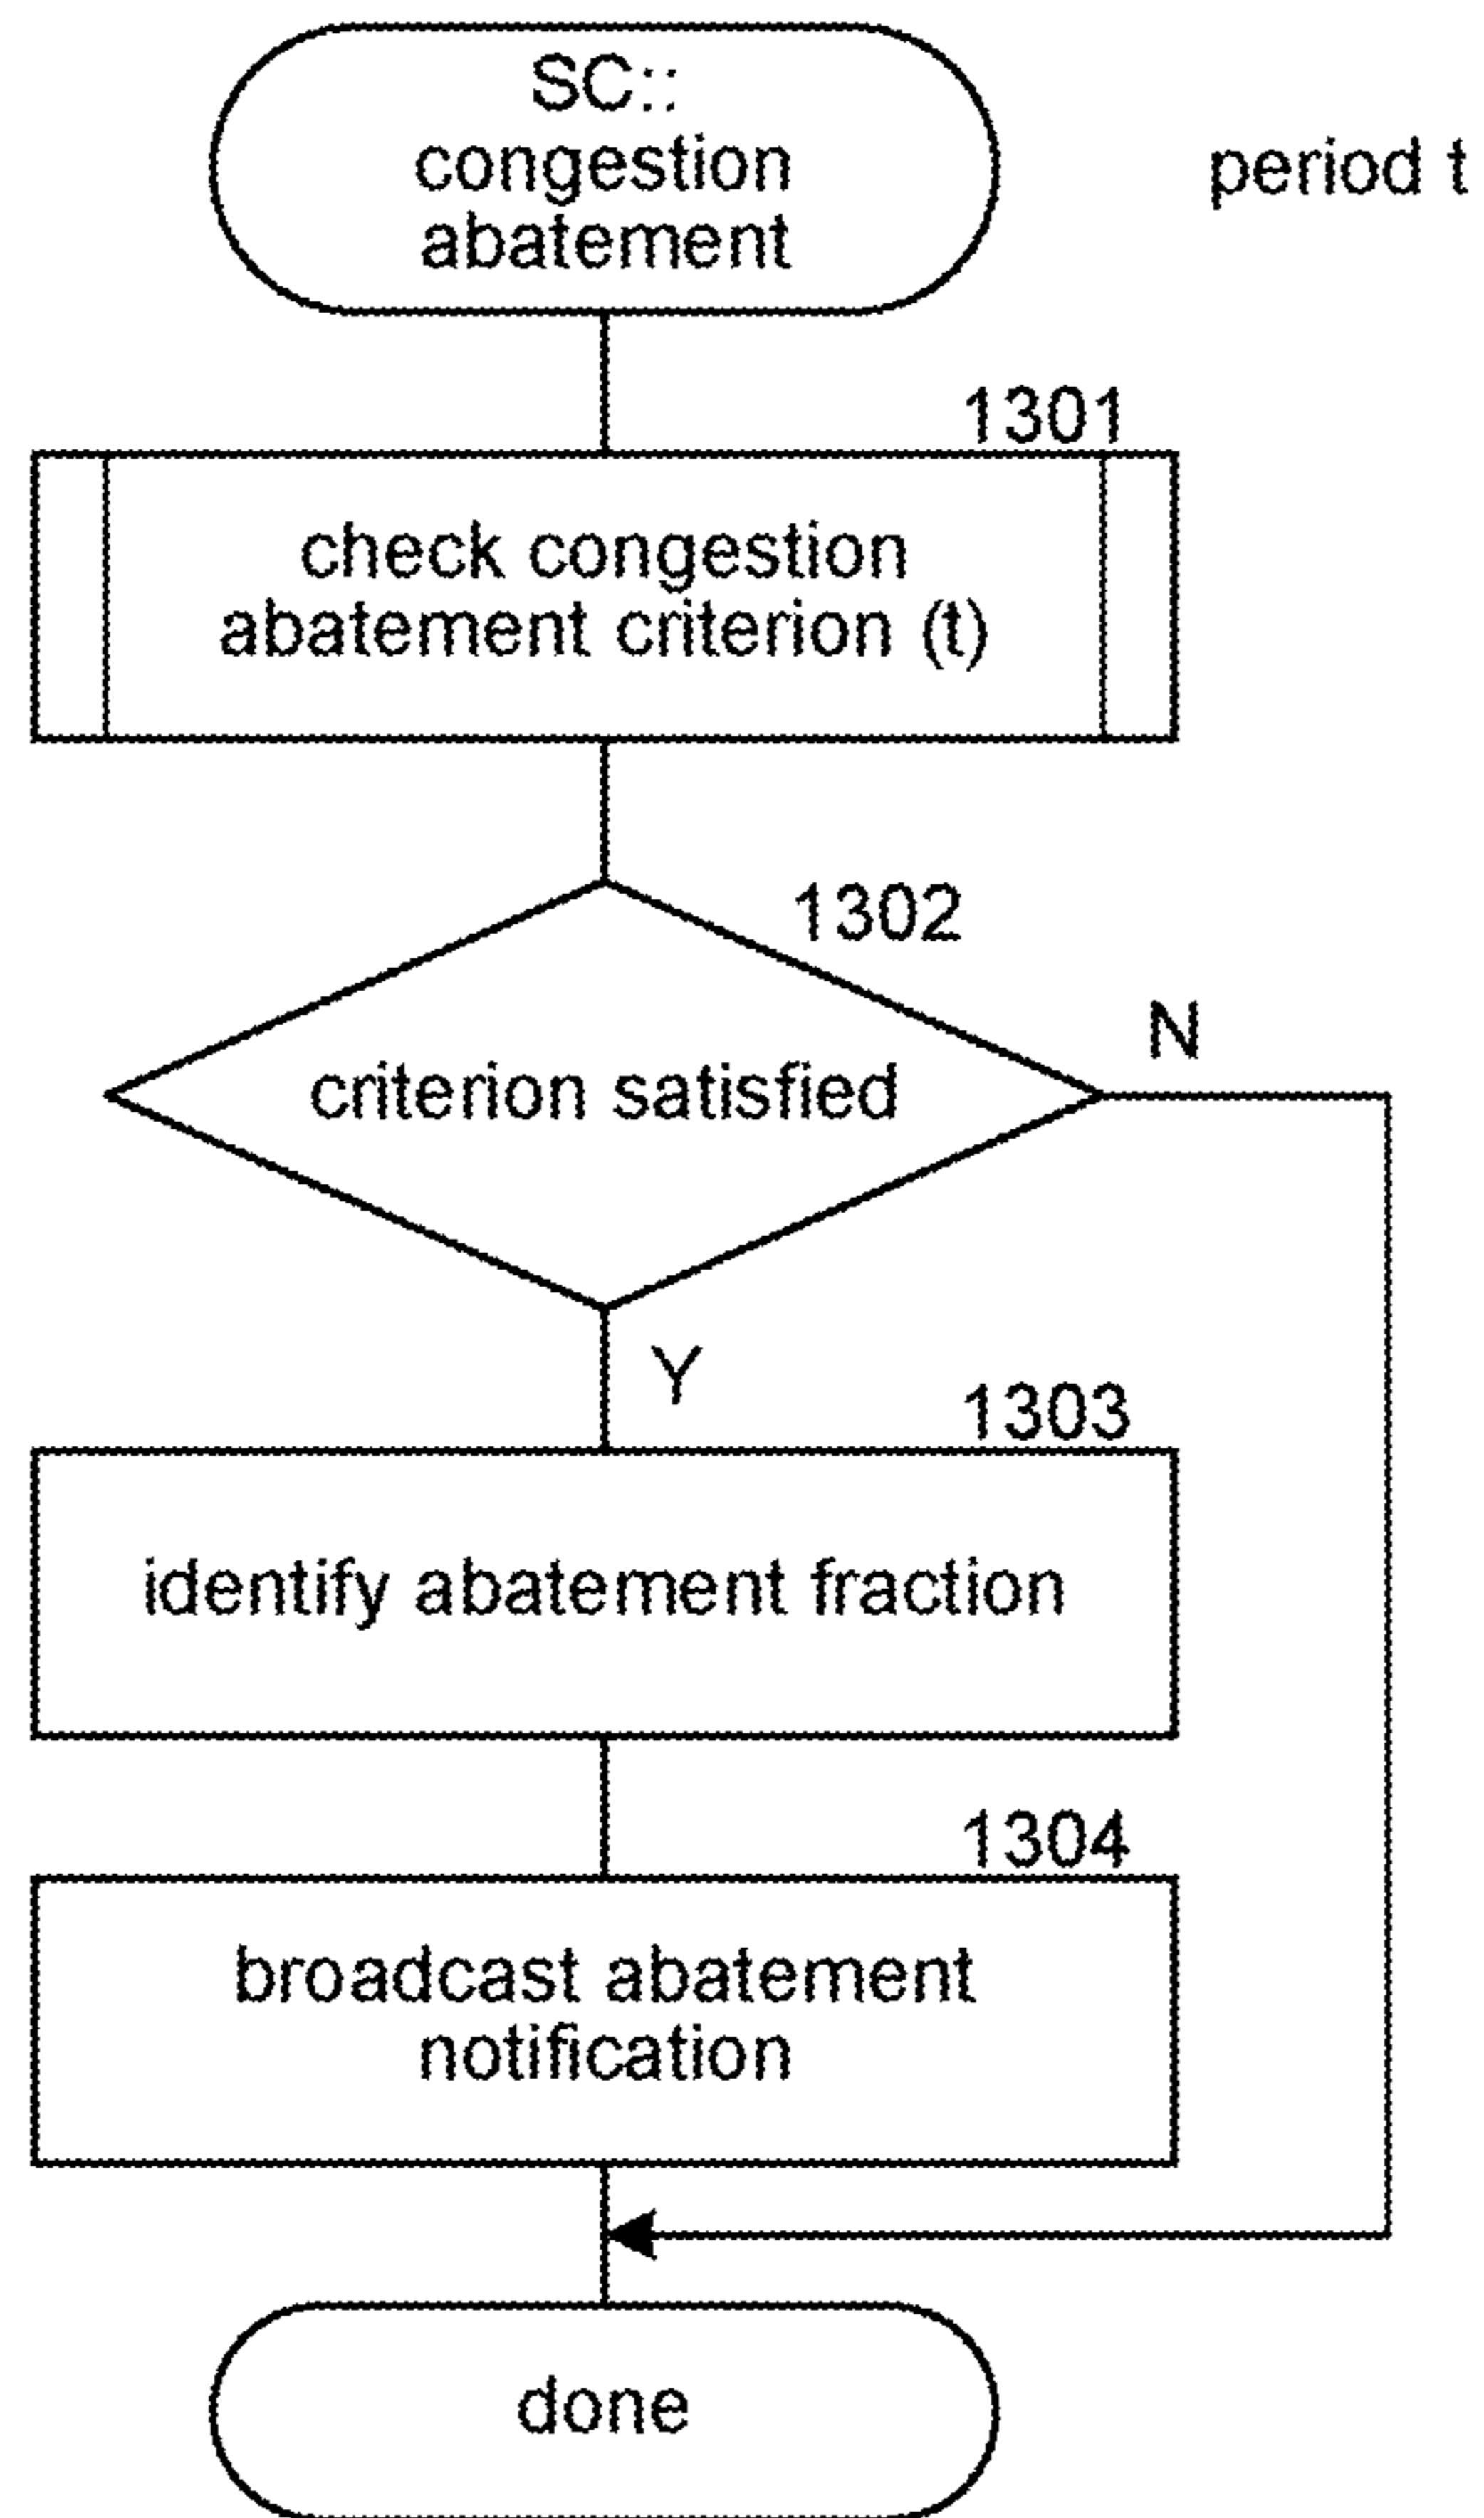 SC::
congestion
abatement
period t
1301
check congestion
abatement criterion (t)
1302
criterion satisfied
N
Y
1303
identify abatement fraction
1304
broadcast abatement
notification
done